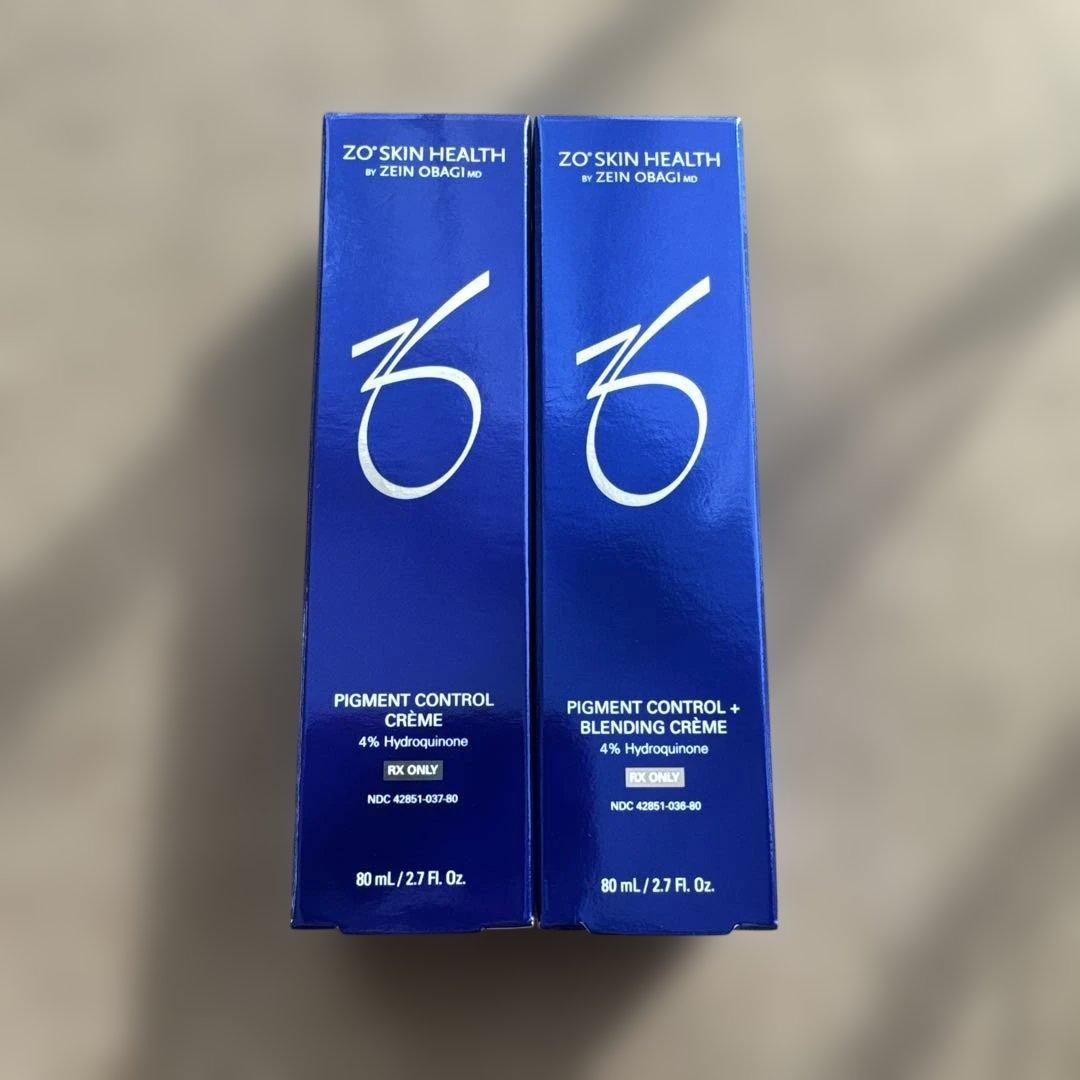 ZO® SKIN HEALTH
BY ZEIN OBAGI MD
PIGMENT CONTROL
CRÈME
4% Hydroquinone
RX ONLY
NDC 42851-037-80
80 mL / 2.7 Fl. Oz.
ZO® SKIN HEALTH
BY ZEIN OBAGI MD
PIGMENT CONTROL +
BLENDING CRÈME
4% Hydroquinone
RX ONLY
NDC 42851-036-80
80 mL / 2.7 Fl. Oz.